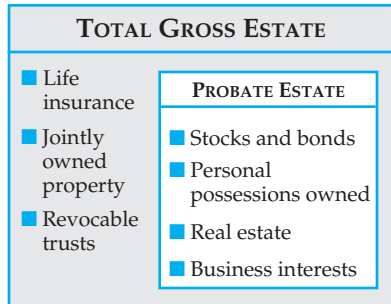 TOTAL GROSS ESTATE
Life
insurance
Jointly
owned
property
Revocable
trusts
PROBATE ESTATE
Stocks and bonds
Personal
possessions owned
Real estate
Business interests